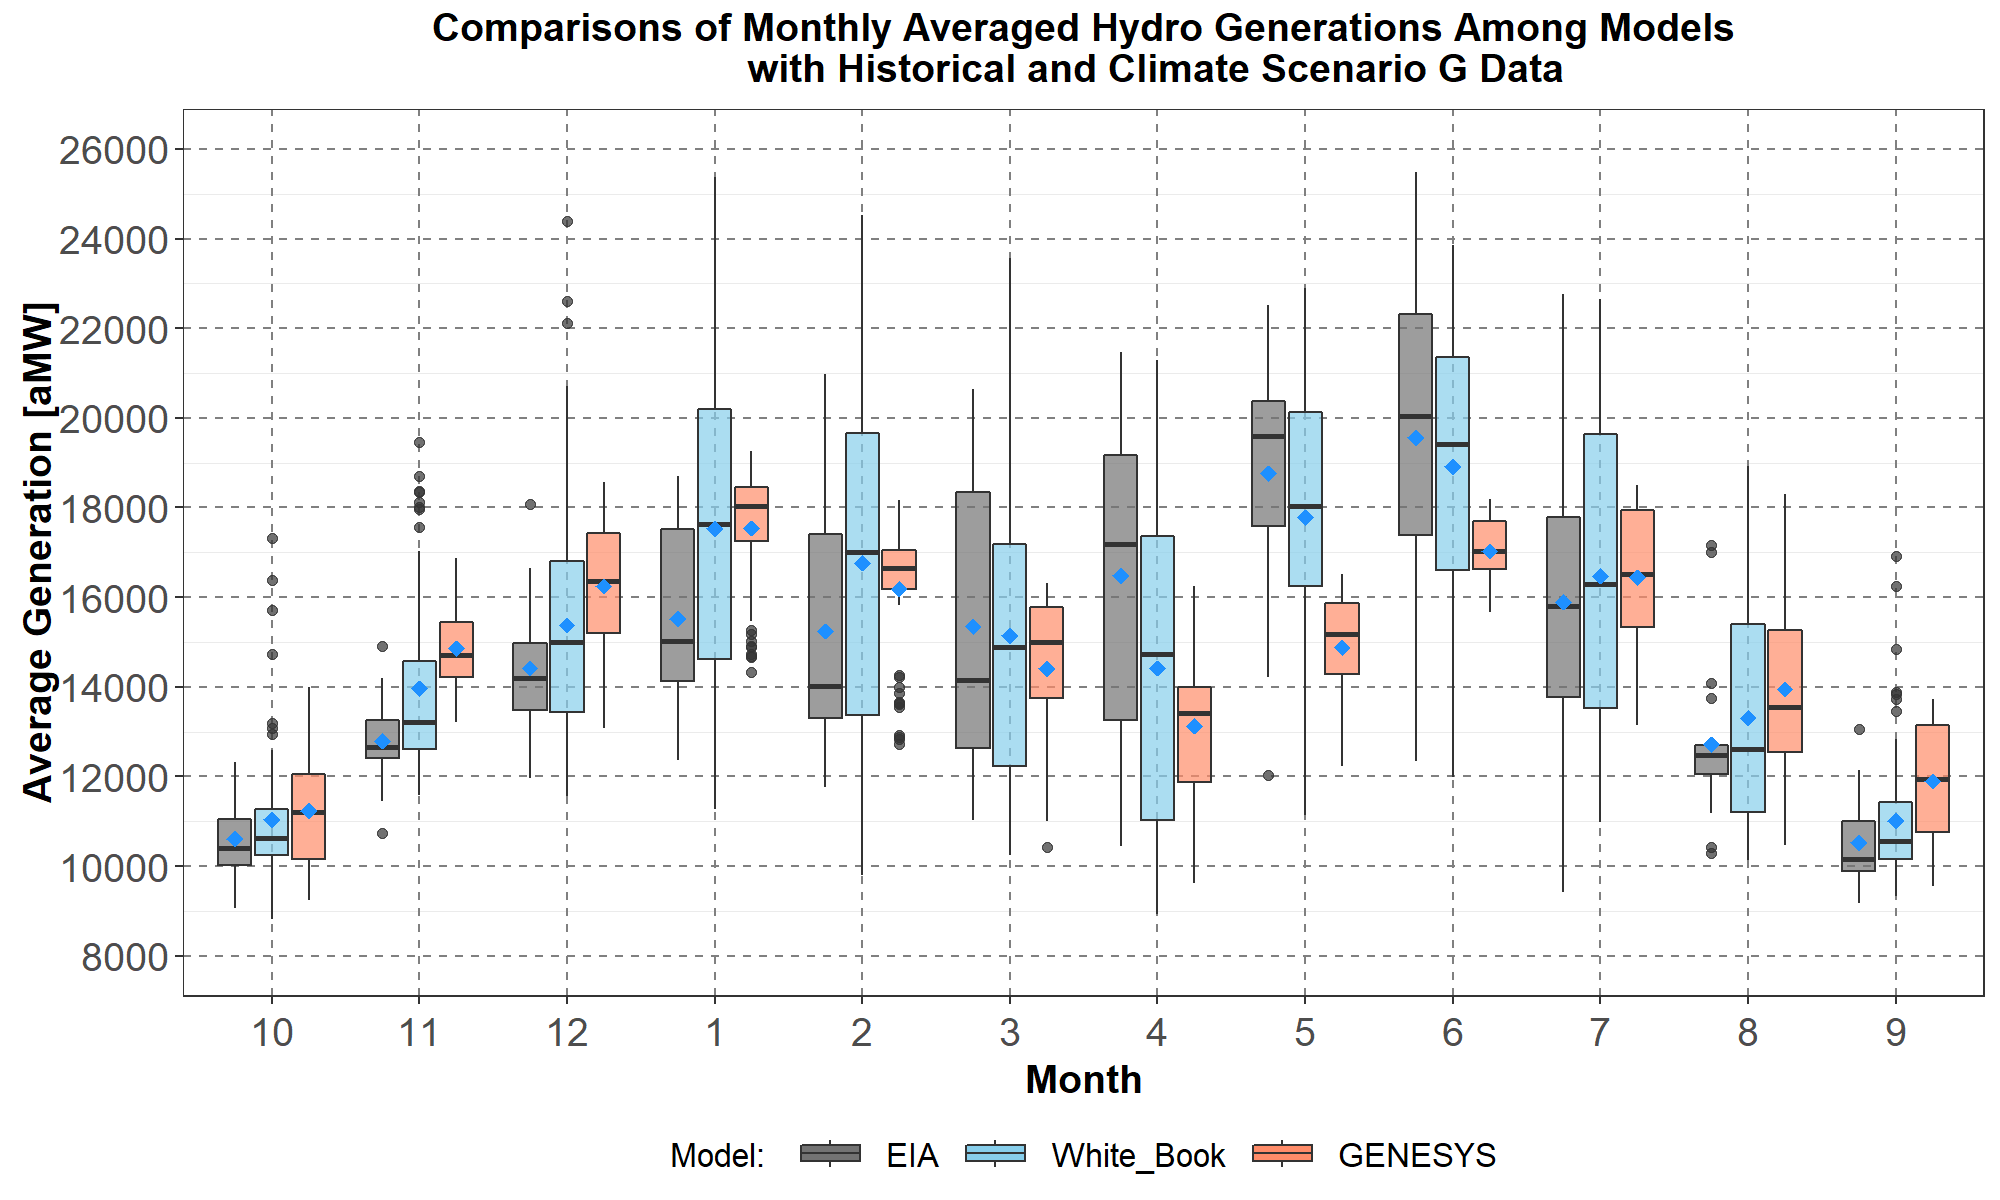 Comparisons of Monthly Averaged Hydro Generations Among Models
with Historical and Climate Scenario G Data
Average Generation [aMW]
26000
24000
22000
20000
18000
16000
14000
12000
10000
8000
10 11 12 1 2 3 4 5 6 7 8 9
Month
Model: EIA White_Book GENESYS